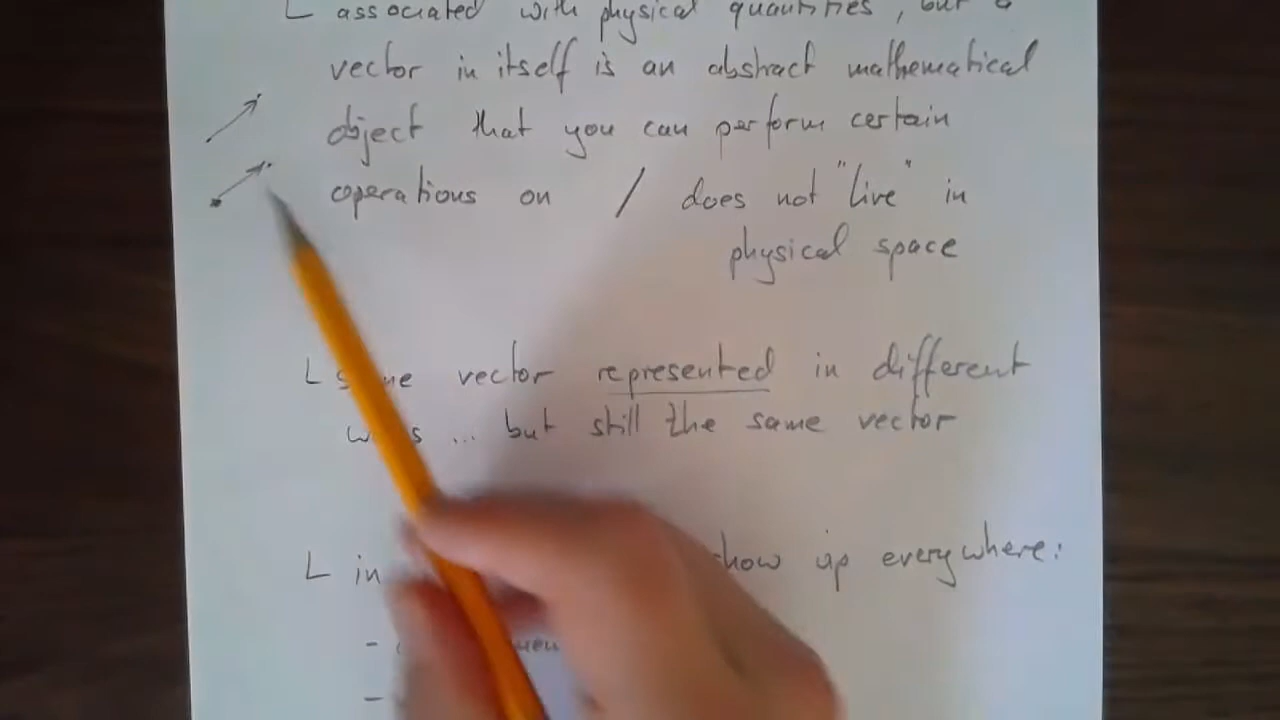 L associated with physical quantities, but a
vector in itself is an abstract mathematical
object that you can perform certain
operations on / does not "live" in
physical space
L same vector represented in different
ways ... but still the same vector
L in show up everywhere:
-
-